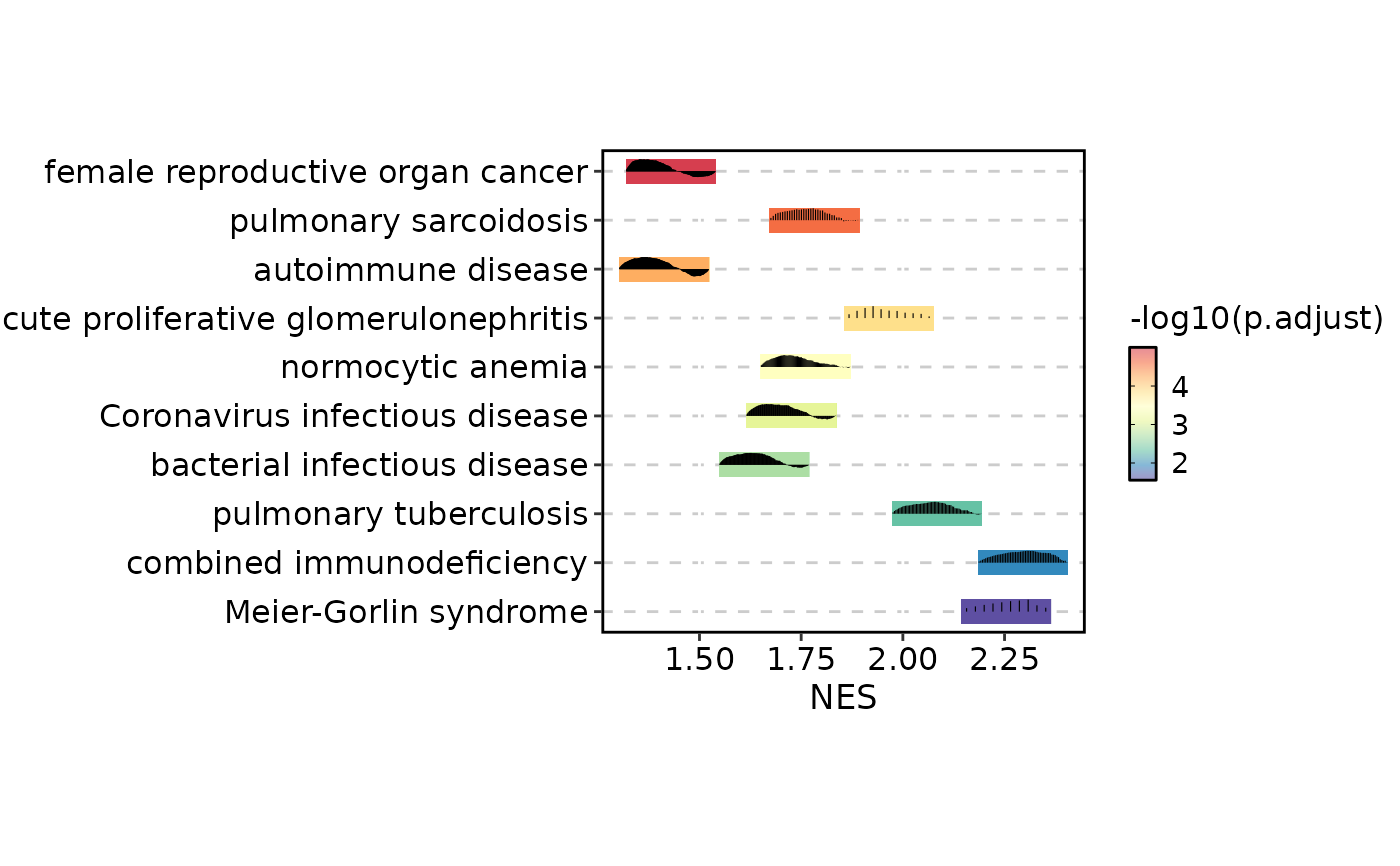 female reproductive organ cancer
pulmonary sarcoidosis
autoimmune disease
cute proliferative glomerulonephritis
normocytic anemia
Coronavirus infectious disease
bacterial infectious disease
pulmonary tuberculosis
combined immunodeficiency
Meier-Gorlin syndrome
1.50 1.75 2.00 2.25
NES
-log10(p.adjust)
4
3
2